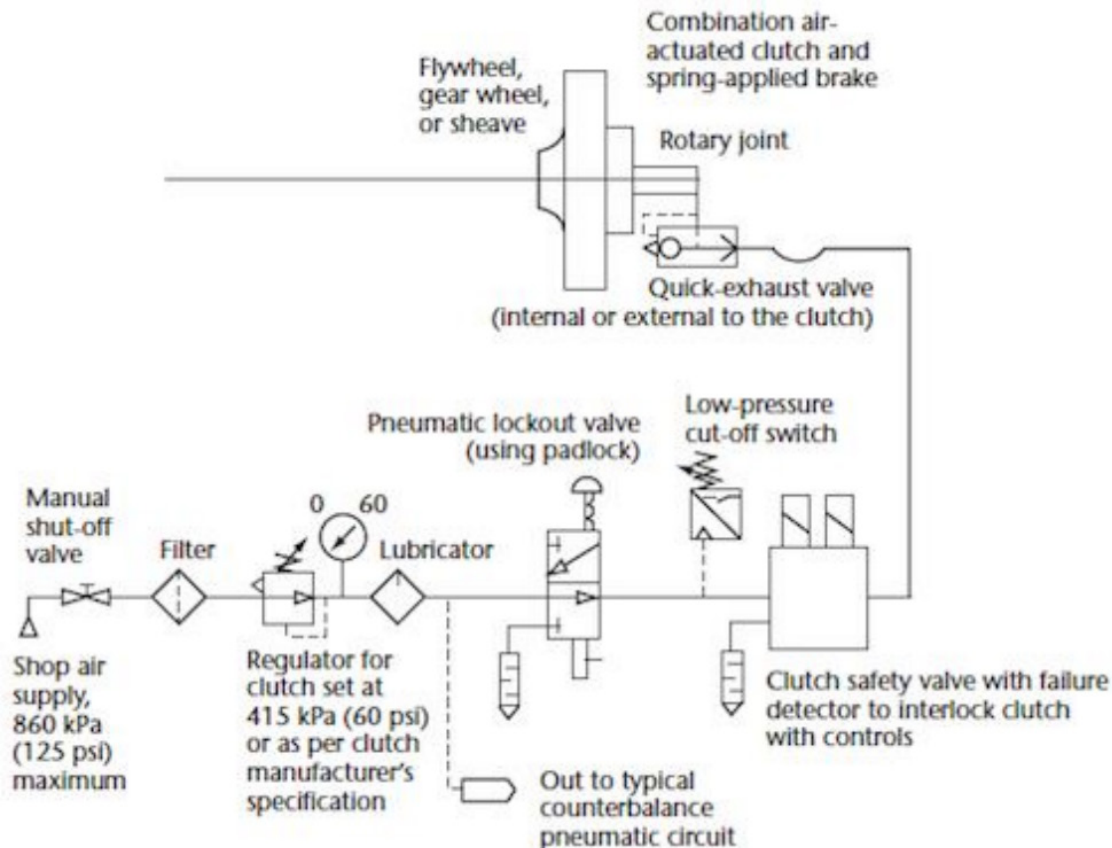 Combination air-
actuated clutch and
spring-applied brake
Flywheel,
gear wheel,
or sheave
Rotary joint
Quick-exhaust valve
(internal or external to the clutch)
Pneumatic lockout valve
(using padlock)
Low-pressure
cut-off switch
Manual
shut-off
valve
Filter
0 60
Lubricator
Shop air
supply,
860 kPa
(125 psi)
maximum
Regulator for
clutch set at
415 kPa (60 psi)
or as per clutch
manufacturer's
specification
Out to typical
counterbalance
pneumatic circuit
Clutch safety valve with failure
detector to interlock clutch
with controls